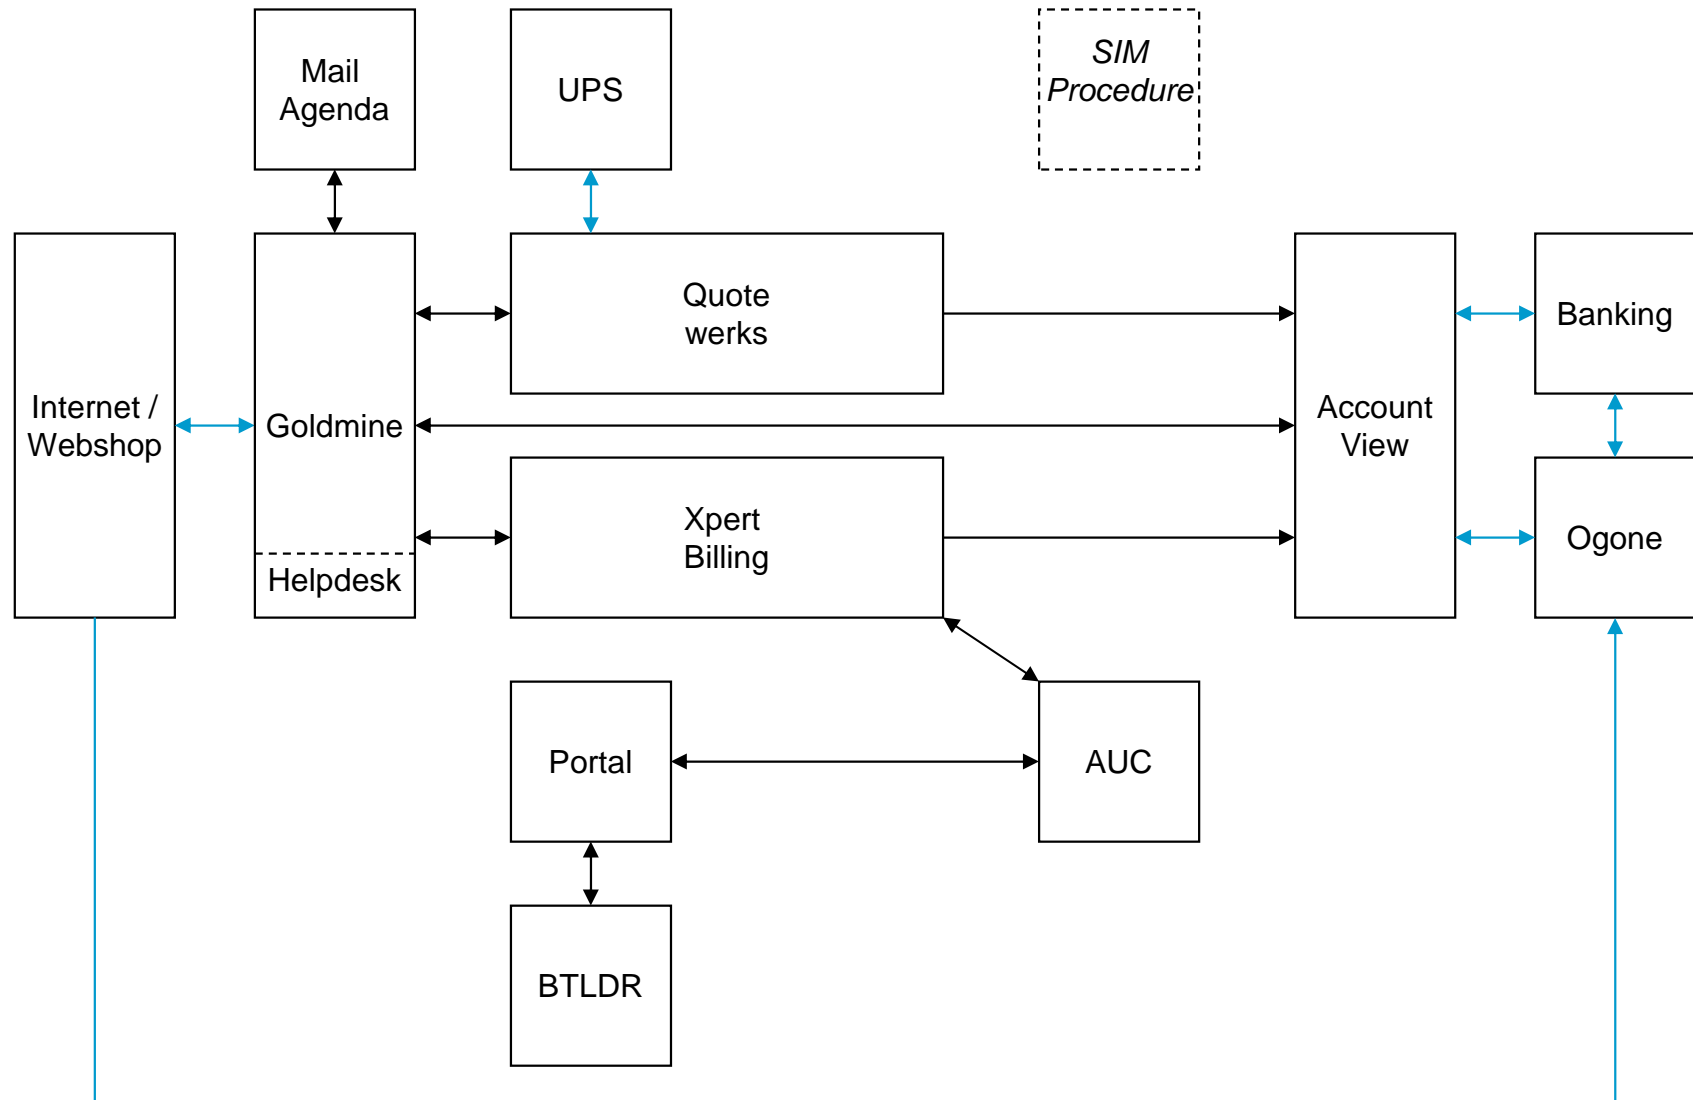 Mail
Agenda
UPS
SIM
Procedure
Internet /
Webshop
Goldmine
Helpdesk
Quote
werks
Xpert
Billing
Account
View
Banking
Ogone
Portal
AUC
BTLDR